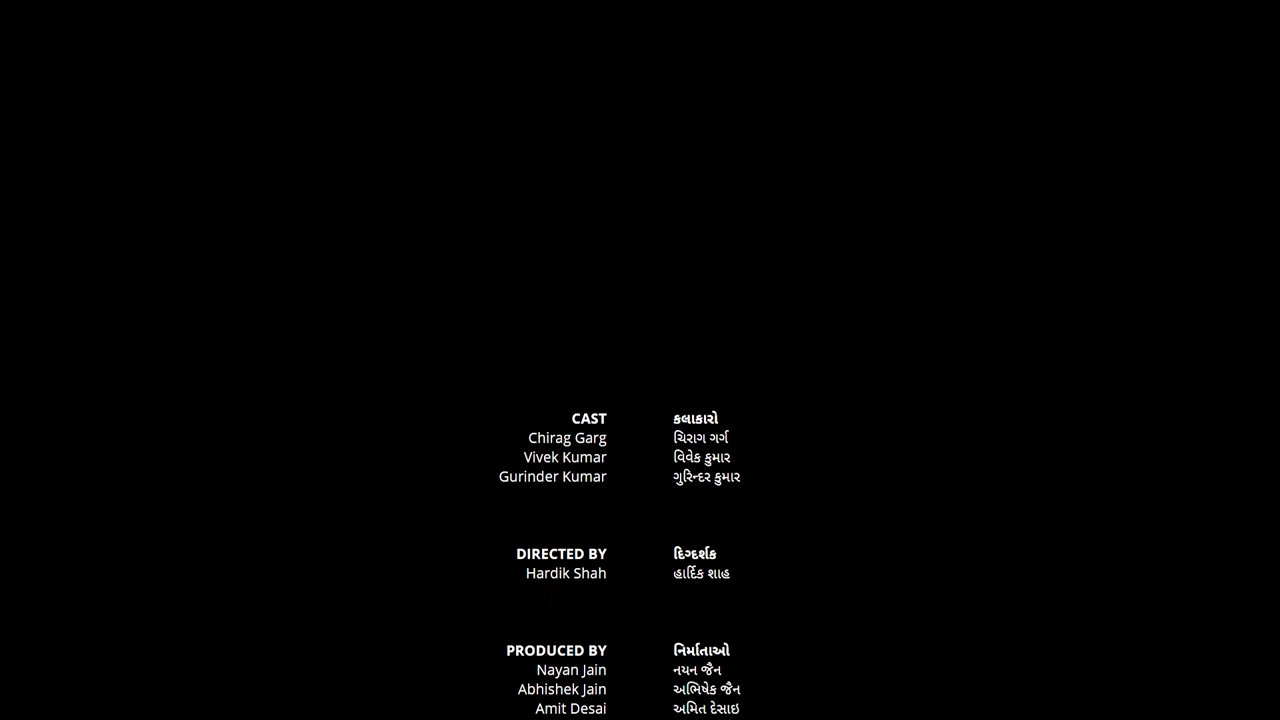 CAST કલાકારો
Chirag Garg ચિરાગ ગર્ગ
Vivek Kumar વિવેક કુમાર
Gurinder Kumar ગુરિન્દર કુમાર
DIRECTED BY દિગ્દર્શક
Hardik Shah હાર્દિક શાહ
PRODUCED BY નિર્માતાઓ
Nayan Jain નયન જૈન
Abhishek Jain અભિષેક જૈન
Amit Desai અમિત દેસાઇ